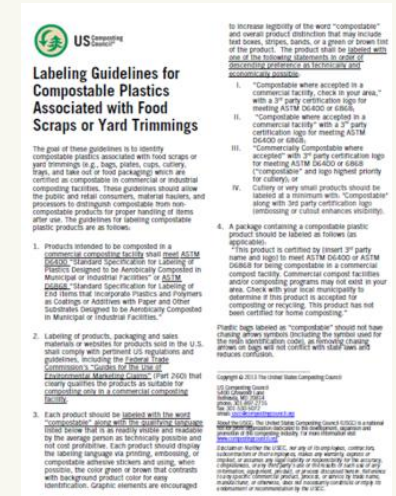 US Composting
Council
Labeling Guidelines for
Compostable Plastics
Associated with Food
Scraps or Yard Trimmings
The goal of these guidelines is to identify
compostable plastics associated with food scraps or
yard trimmings (e.g., bags, plates, cups, cutlery,
trays, and take out or food packaging) which are
certified as compostable in commercial or industrial
composting facilities. These guidelines should allow
the public and retail consumers, material haulers, and
processors to distinguish compostable from non-
compostable products for proper handling of items
after use. The guidelines for labeling compostable
plastic products are as follows:
1. Products intended to be composted in a
commercial composting facility shall meet ASTM
D6400 "Standard Specification for Labeling of
Plastics Designed to be Aerobically Composted in
Municipal or Industrial Facilities" or ASTM
D6868 "Standard Specification for Labeling of
End Items that Incorporate Plastics and Polymers
as Coatings or Additives with Paper and Other
Substrates Designed to be Aerobically Composted
in Municipal or Industrial Facilities."
2. Labeling of products, packaging and sales
materials or websites for products sold in the U.S.
shall comply with pertinent US regulations and
guidelines, including the Federal Trade
Commission's "Guides for the Use of
Environmental Marketing Claims" (Part 260) that
clearly qualifies the products as suitable for
composting only in a commercial composting
facility.
3. Each product should be labeled with the word
"compostable" along with the qualifying language
listed below that is as readily visible and readable
by the average person as technically possible and
not cost prohibitive. Each product should display
the labeling language via printing, embossing, or
compostable adhesive stickers and using, when
possible, the color green or brown that contrasts
with background product color for easy
identification. Graphic elements are encouraged
to increase legibility of the word "compostable"
and overall product distinction that may include
text boxes, stripes, bands, or a green or brown tint
of the product. The product shall be labeled with
one of the following statements in order of
descending preference as technically and
economically possible:
I. "Compostable where accepted in a
commercial facility, check in your area,"
with a 3rd party certification logo for
meeting ASTM D6400 or 6868;
II. "Compostable where accepted in a
commercial facility" with a 3rd party
certification logo for meeting ASTM
D6400 or 6868;
III. "Commercially Compostable where
accepted" with 3rd party certification logo
for meeting ASTM D6400 or 6868
("compostable" and logo highest priority
for cutlery), or
IV. Cutlery or very small products should be
labeled at a minimum with: "Compostable"
along with 3rd party certification logo
(embossing or cutout enhances visibility).
4. A package containing a compostable plastic
product should be labeled as follows (as
applicable):
"This product is certified by (insert 3rd party
name and logo) to meet ASTM D6400 or ASTM
D6868 for being compostable in a commercial
compost facility. Commercial compost facilities
and/or composting programs may not exist in your
area. Check with your local municipality to
determine if this product is accepted for
composting or recycling. This product has not
been certified for home composting."
Plastic bags labeled as "compostable" should not have
chasing arrows symbols (including the symbol used for
the resin identification code), as removing chasing
arrows on bags will not conflict with state laws and
reduces confusion.
Copyright © 2013 The United States Composting Council
US Composting Council